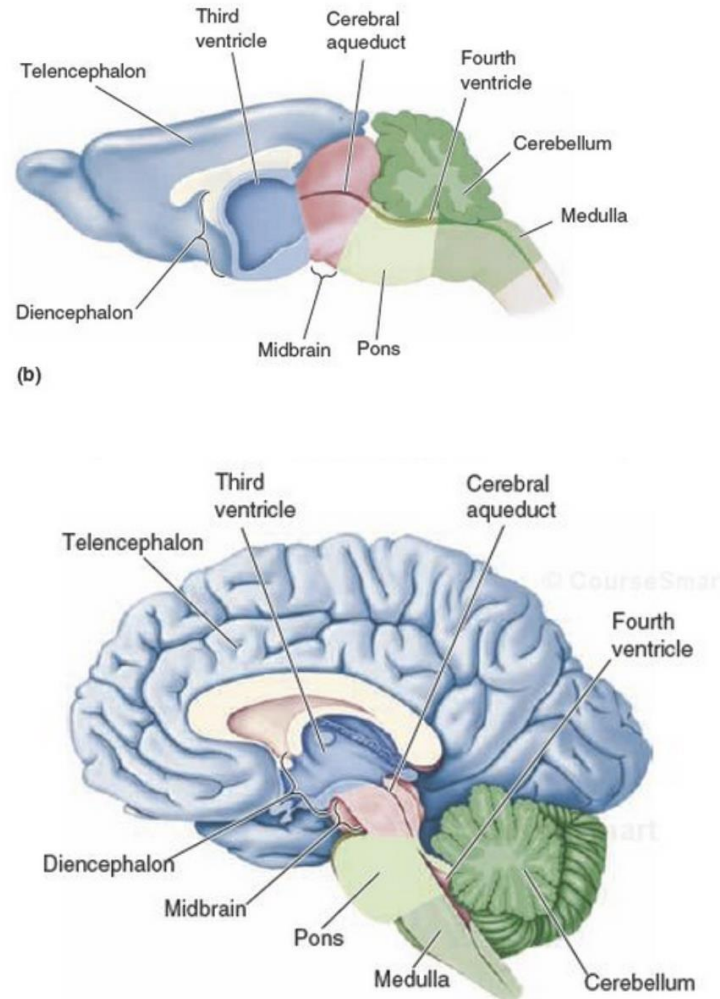 Third
ventricle
Cerebral
aqueduct
Telencephalon
Fourth
ventricle
Cerebellum
Medulla
Diencephalon
Midbrain
Pons
(b)
Third
ventricle
Cerebral
aqueduct
Telencephalon
© CourseSmart
Fourth
ventricle
Diencephalon
Midbrain
Pons
Medulla
Cerebellum